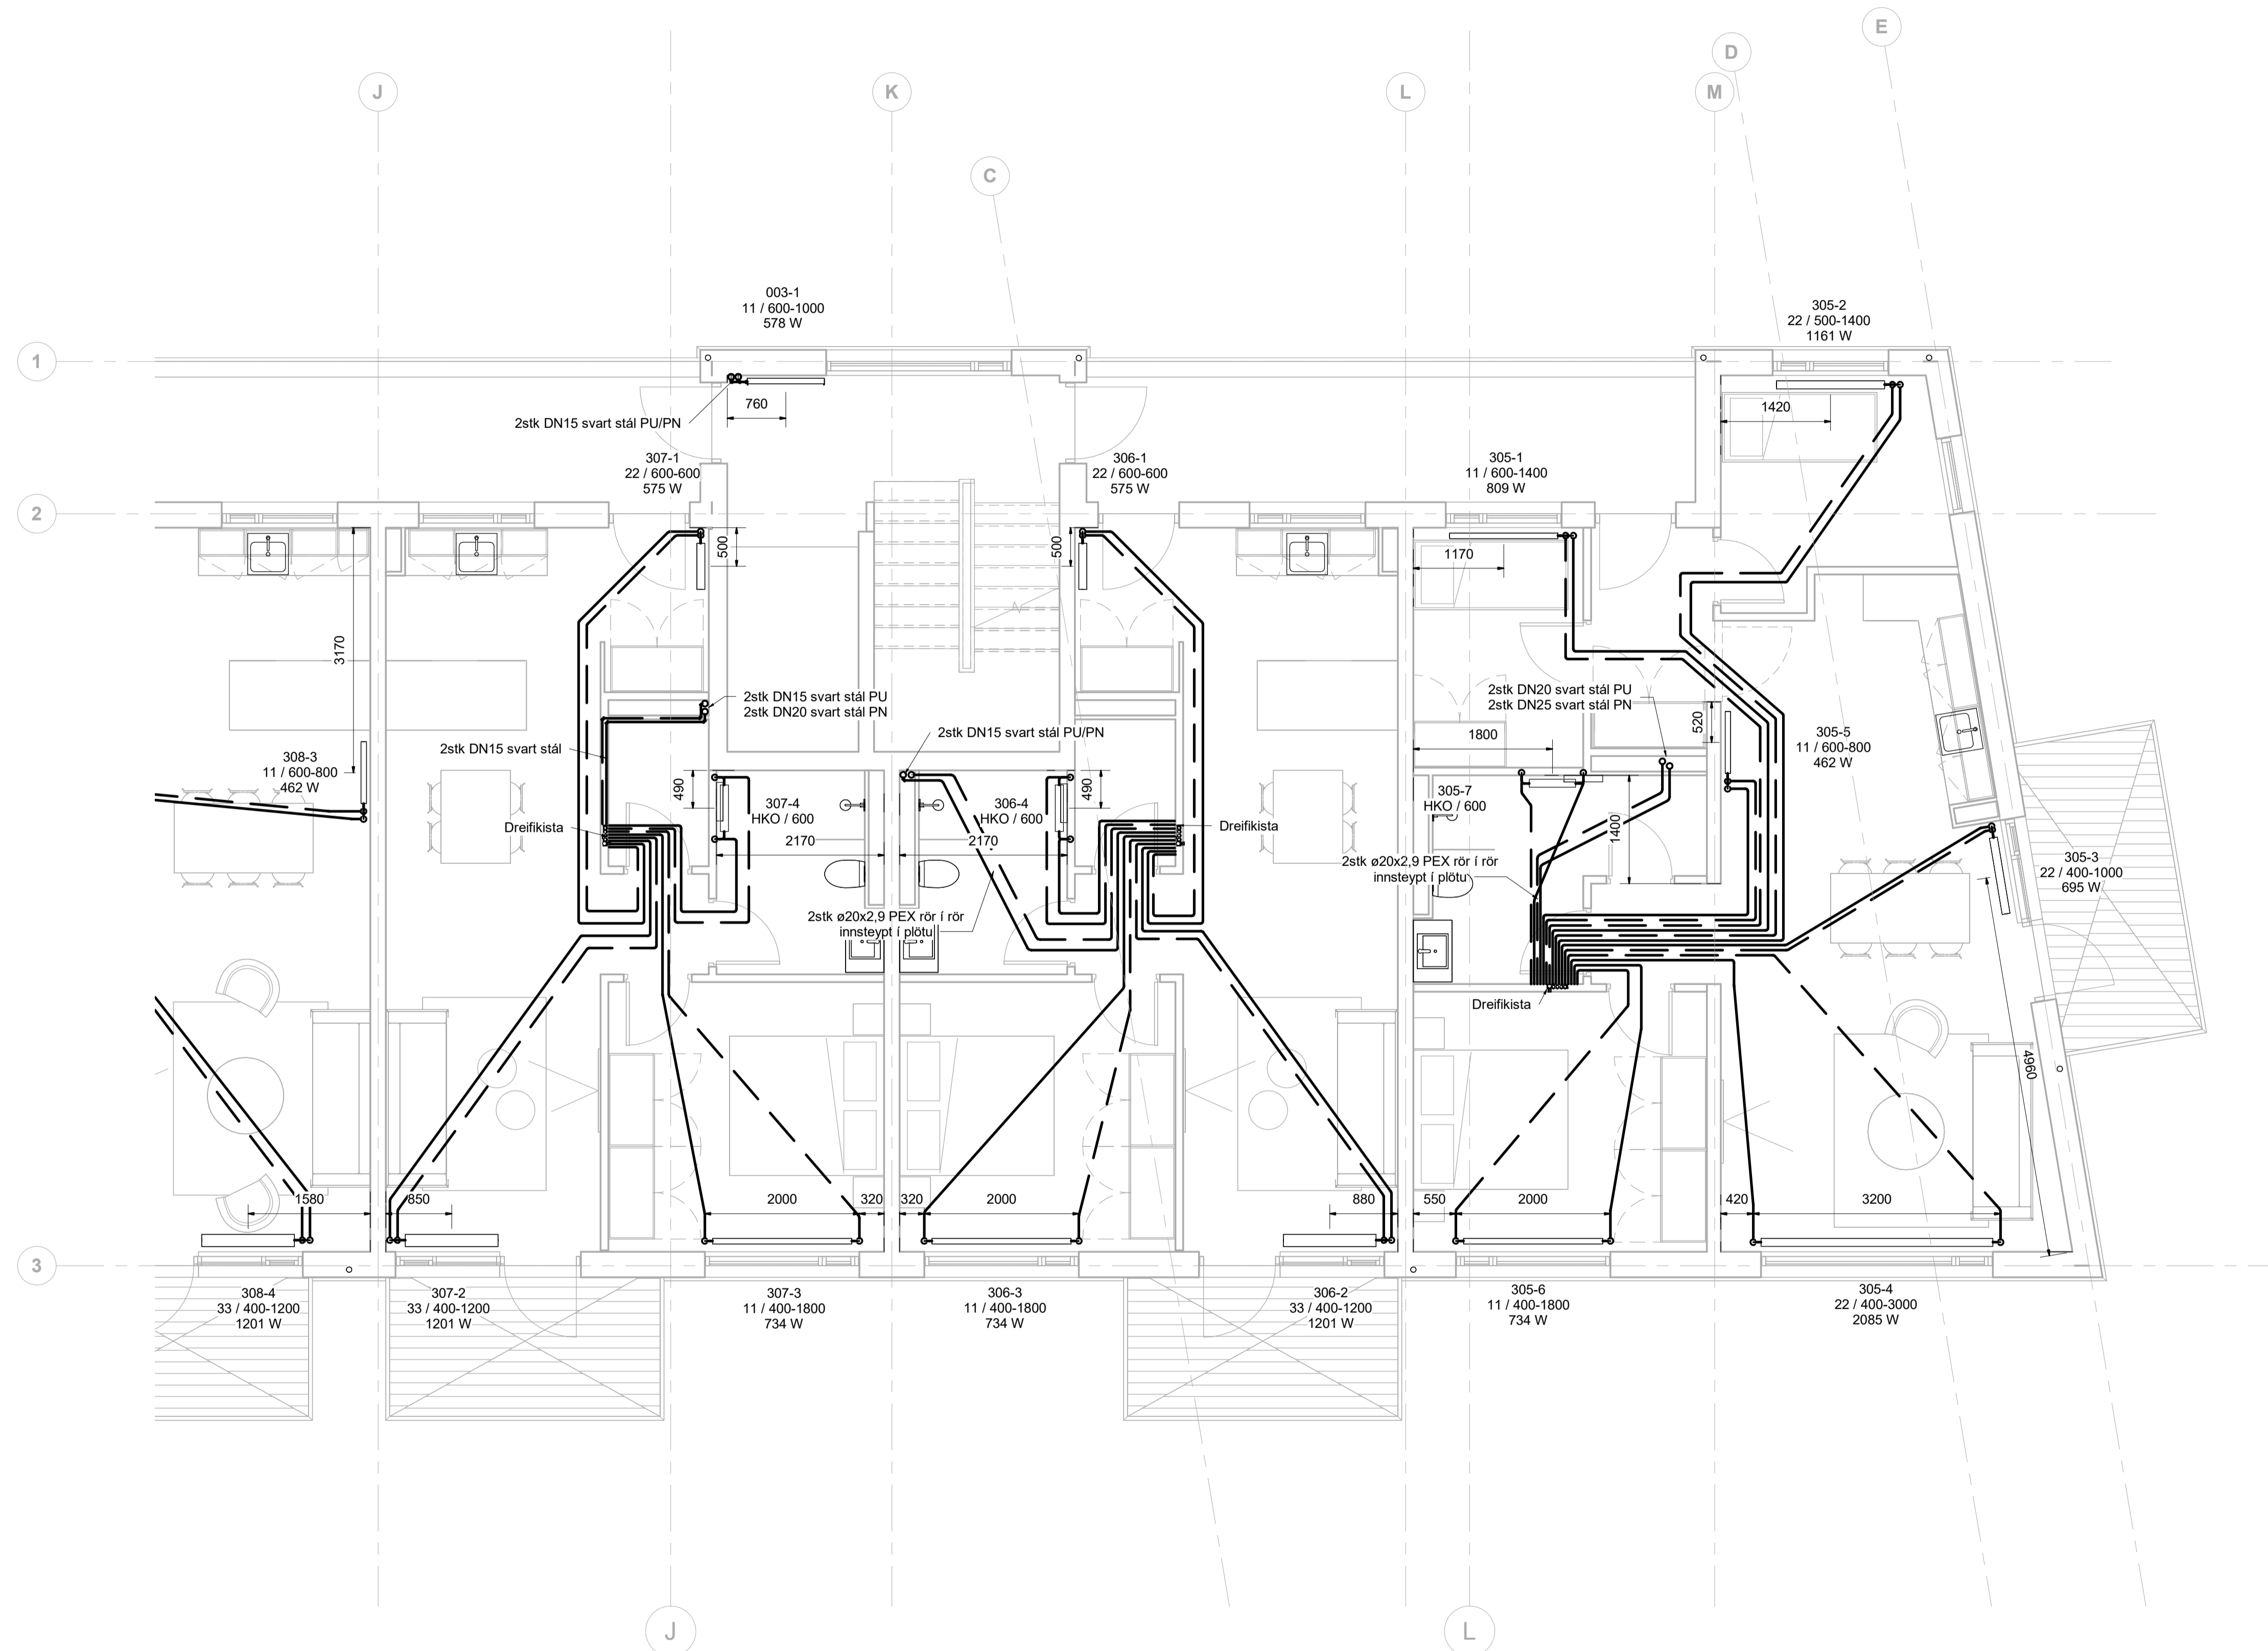 E
D
J
K
L
M
C
003-1
11 / 600-1000
578 W
305-2
22 / 500-1400
1161 W
1
760
1420
2stk DN15 svart stál PU/PN
307-1
22 / 600-600
575 W
306-1
22 / 600-600
575 W
305-1
11 / 600-1400
809 W
2
500
500
1170
3170
2stk DN15 svart stál PU
2stk DN20 svart stál PN
2stk DN20 svart stál PU
2stk DN25 svart stál PN
520
2stk DN15 svart stál PU/PN
1800
2stk DN15 svart stál
308-3
11 / 600-800
462 W
305-5
11 / 600-800
462 W
490
307-4
HKO / 600
306-4
HKO / 600
490
305-7
HKO / 600
Dreifikista
2170
2170
Dreifikista
1400
2stk ø20x2,9 PEX rör í rör
innsteypt í plötu
305-3
22 / 400-1000
695 W
2stk ø20x2,9 PEX rör í rör
innsteypt í plötu
Dreifikista
4960
1580
850
2000
320
320
2000
880
550
2000
420
3200
3
308-4
33 / 400-1200
1201 W
307-2
33 / 400-1200
1201 W
307-3
11 / 400-1800
734 W
306-3
11 / 400-1800
734 W
306-2
33 / 400-1200
1201 W
305-6
11 / 400-1800
734 W
305-4
22 / 400-3000
2085 W
J
L